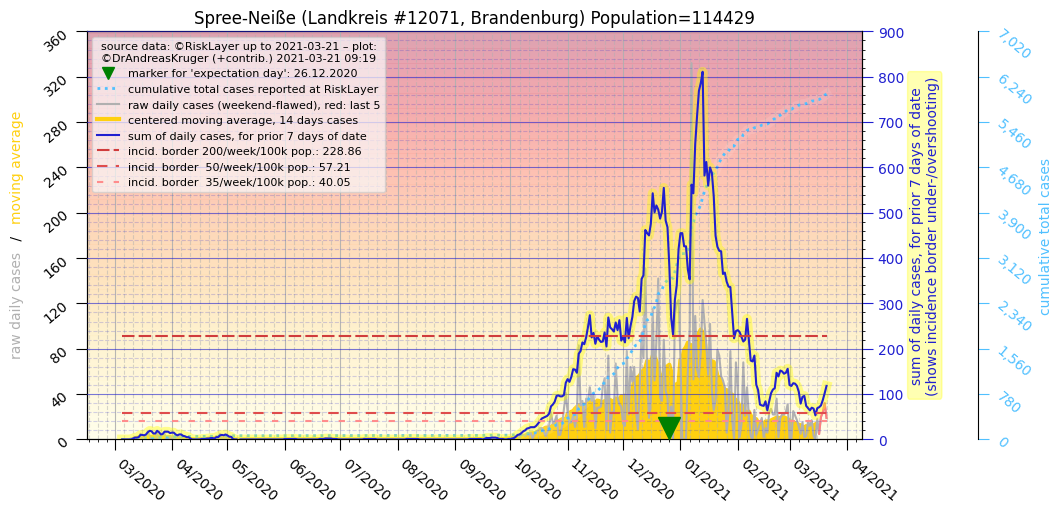 Spree-Neiße (Landkreis #12071, Brandenburg) Population=114429
source data: ©RiskLayer up to 2021-03-21 – plot:
©DrAndreasKruger (+contrib.) 2021-03-21 09:19
marker for 'expectation day': 26.12.2020
cumulative total cases reported at RiskLayer
raw daily cases (weekend-flawed), red: last 5
centered moving average, 14 days cases
sum of daily cases, for prior 7 days of date
incid. border 200/week/100k pop.: 228.86
incid. border  50/week/100k pop.: 57.21
incid. border  35/week/100k pop.: 40.05
raw daily cases  /  moving average
360
320
280
240
200
160
120
80
40
0
03/2020
04/2020
05/2020
06/2020
07/2020
08/2020
09/2020
10/2020
11/2020
12/2020
01/2021
02/2021
03/2021
04/2021
900
800
700
600
500
400
300
200
100
0
sum of daily cases, for prior 7 days of date
(shows incidence border under-/overshooting)
7,020
6,240
5,460
4,680
3,900
3,120
2,340
1,560
780
0
cumulative total cases